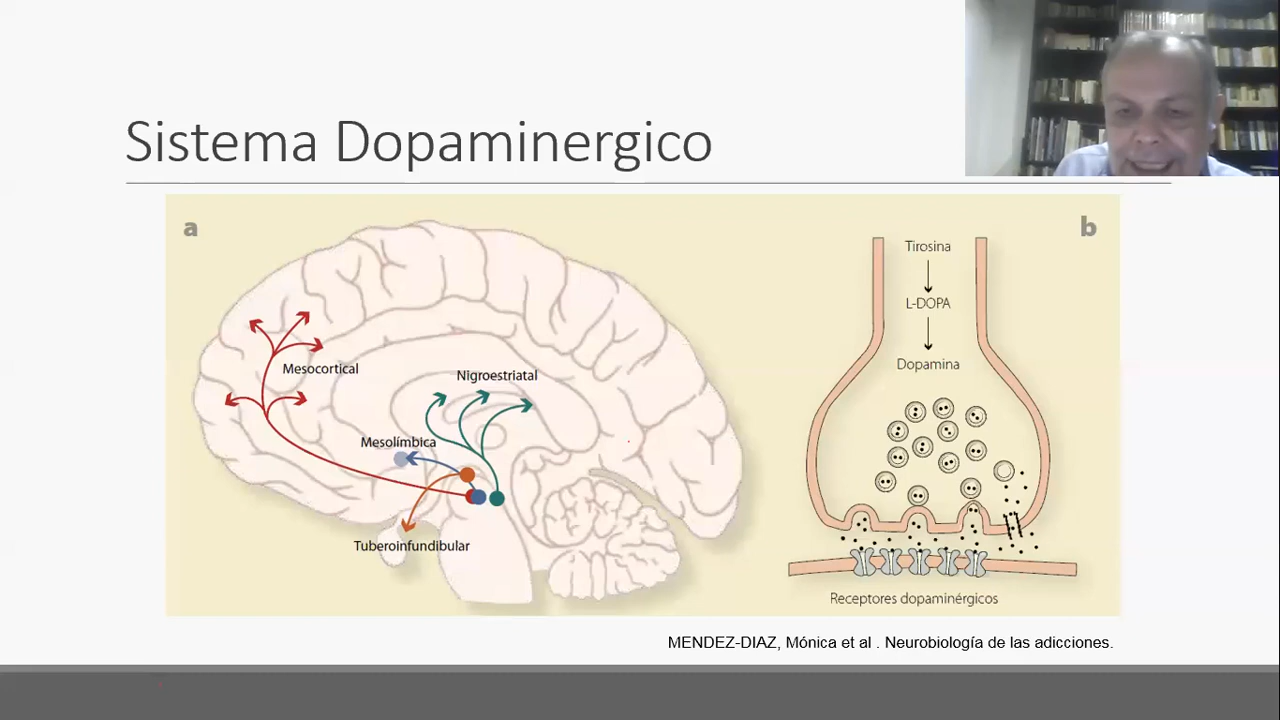 Sistema Dopaminergico
a
b
Mesocortical
Nigroestriatal
Mesolímbica
Tuberoinfundibular
Tirosina
L-DOPA
Dopamina
Receptores dopaminérgicos
MENDEZ-DIAZ, Mónica et al . Neurobiología de las adicciones.